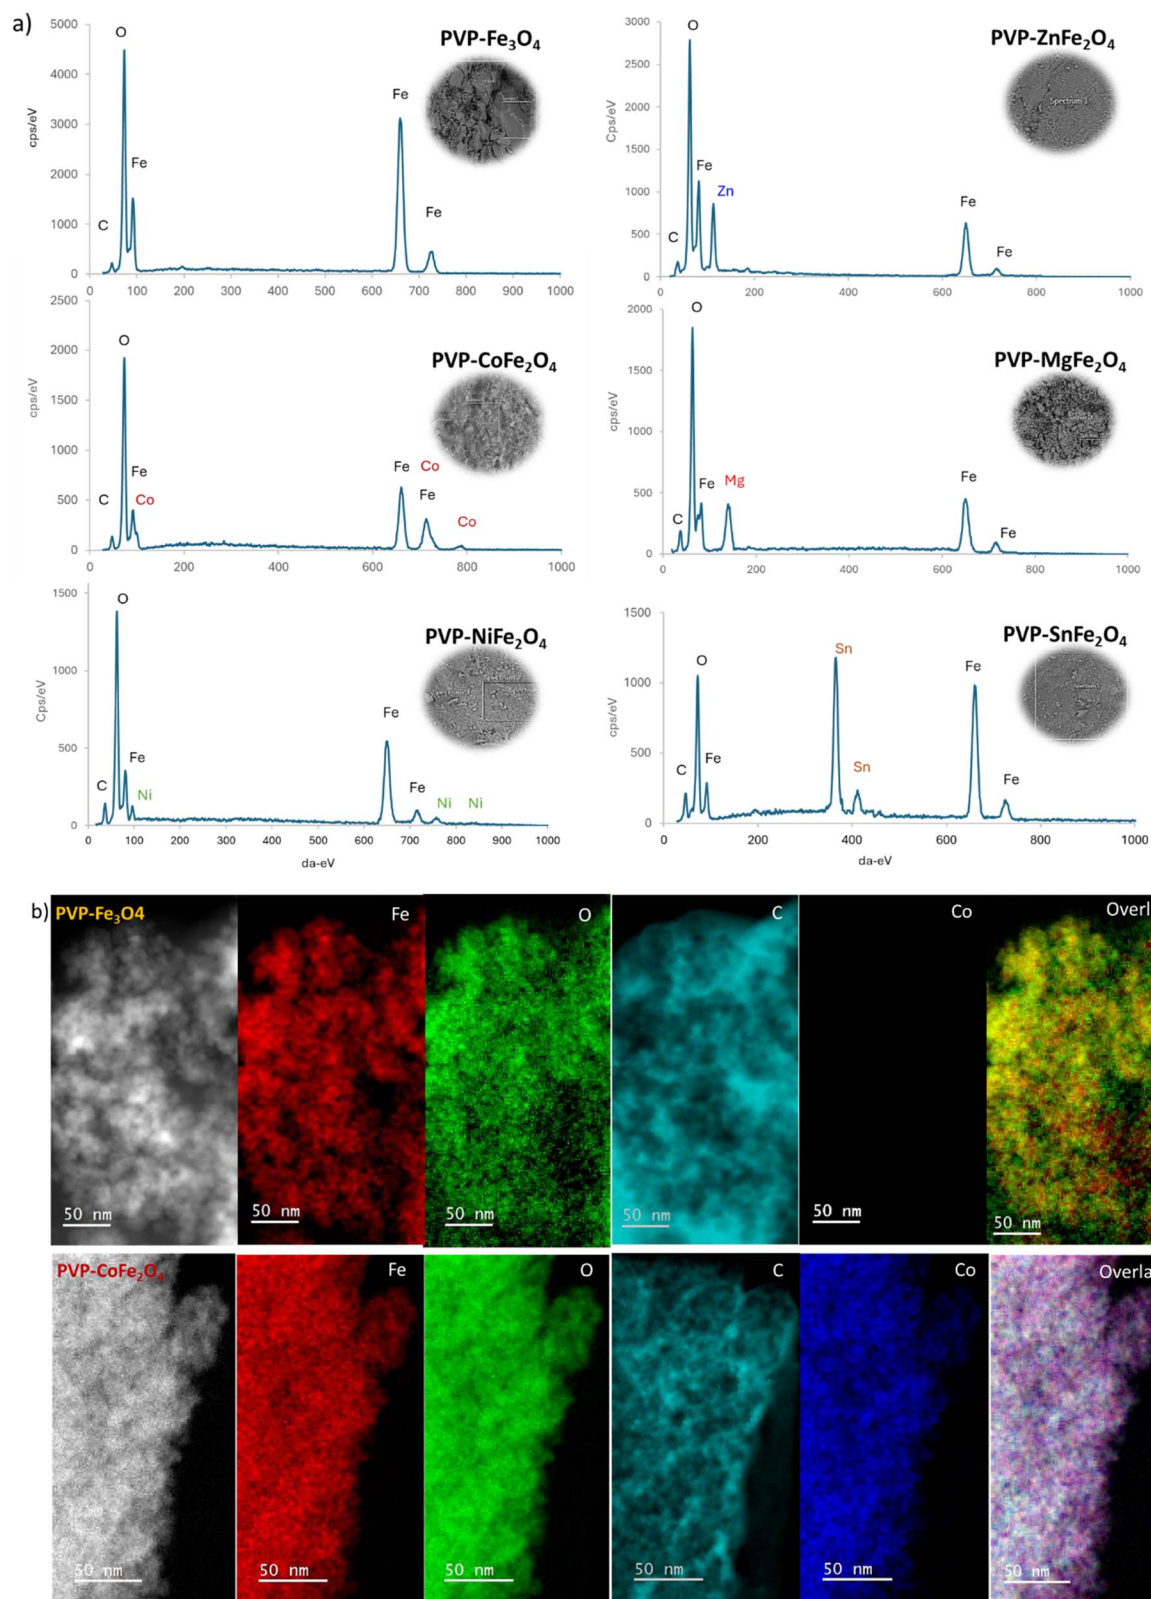 a)
PVP-Fe₃O₄
cps/eV
5000
4000
3000
2000
1000
0
O
Fe
C
Fe
Fe
0 100 200 300 400 500 600 700 800 900 1000
PVP-ZnFe₂O₄
Spectrum 1
Cps/eV
3000
2500
2000
1500
1000
500
0
O
Fe
Zn
C
Fe
Fe
0 200 400 600 800 1000
PVP-CoFe₂O₄
cps/eV
2500
2000
1500
1000
500
0
O
Fe
Co
C
Fe
Co
Fe
Co
0 200 400 600 800 1000
PVP-MgFe₂O₄
cps/eV
2000
1500
1000
500
0
O
Fe
Mg
C
Fe
Fe
0 200 400 600 800 1000
PVP-NiFe₂O₄
Spectrum 2
Spectrum 1
Cps/eV
1500
1000
500
0
O
Fe
C
Ni
Fe
Fe
Ni
Ni
0 200 400 600 800 1000
da-eV
PVP-SnFe₂O₄
Spectrum 1
cps/eV
1500
1000
500
0
O
C
Fe
Sn
Sn
Fe
Fe
0 200 400 600 800 1000
da-eV
b)
PVP-Fe₃O4 Fe O C Co Overl
50 nm 50 nm 50 nm 50 nm 50 nm 50 nm
PVP-CoFe₂O₄ Fe O C Co Overla
50 nm 50 nm 50 nm 50 nm 50 nm 50 nm